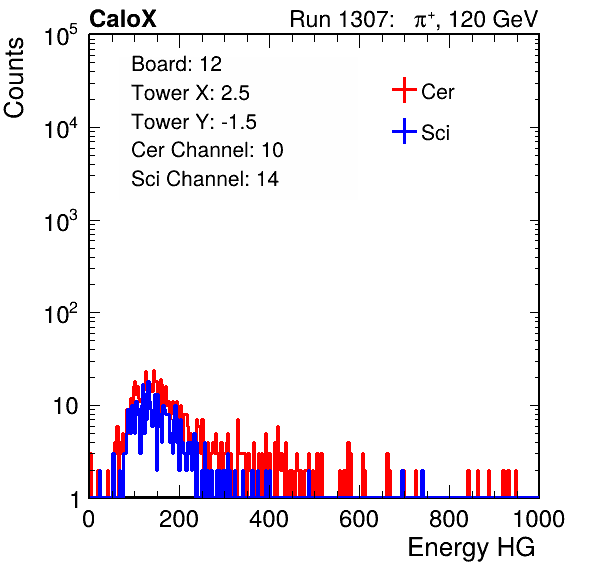 CaloX Run 1307: π⁺, 120 GeV
Counts
10⁵
10⁴
10³
10²
10
1
Board: 12
Tower X: 2.5
Tower Y: -1.5
Cer Channel: 10
Sci Channel: 14
Cer
Sci
0 200 400 600 800 1000
Energy HG